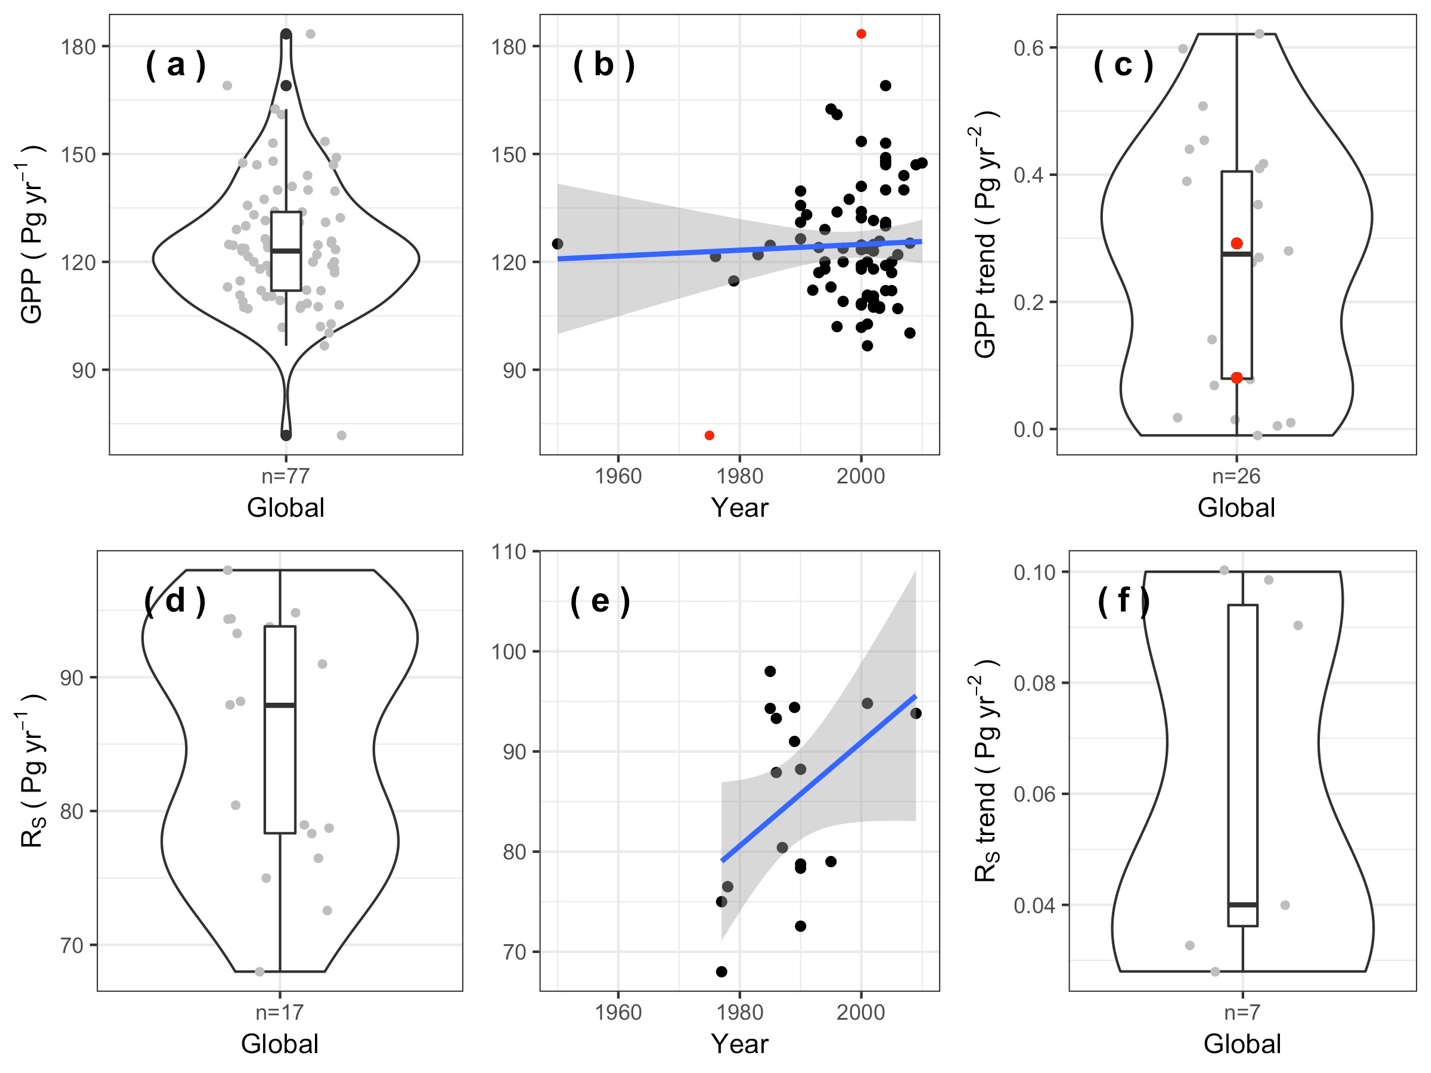 ( a )
GPP ( Pg yr−1 )
180
150
120
90
n=77
Global
( b )
180
150
120
90
1960 1980 2000
Year
( c )
GPP trend ( Pg yr−2 )
0.6
0.4
0.2
0.0
n=26
Global
( d )
RS ( Pg yr−1 )
90
80
70
n=17
Global
( e )
110
100
90
80
70
1960 1980 2000
Year
( f )
RS trend ( Pg yr−2 )
0.10
0.08
0.06
0.04
n=7
Global